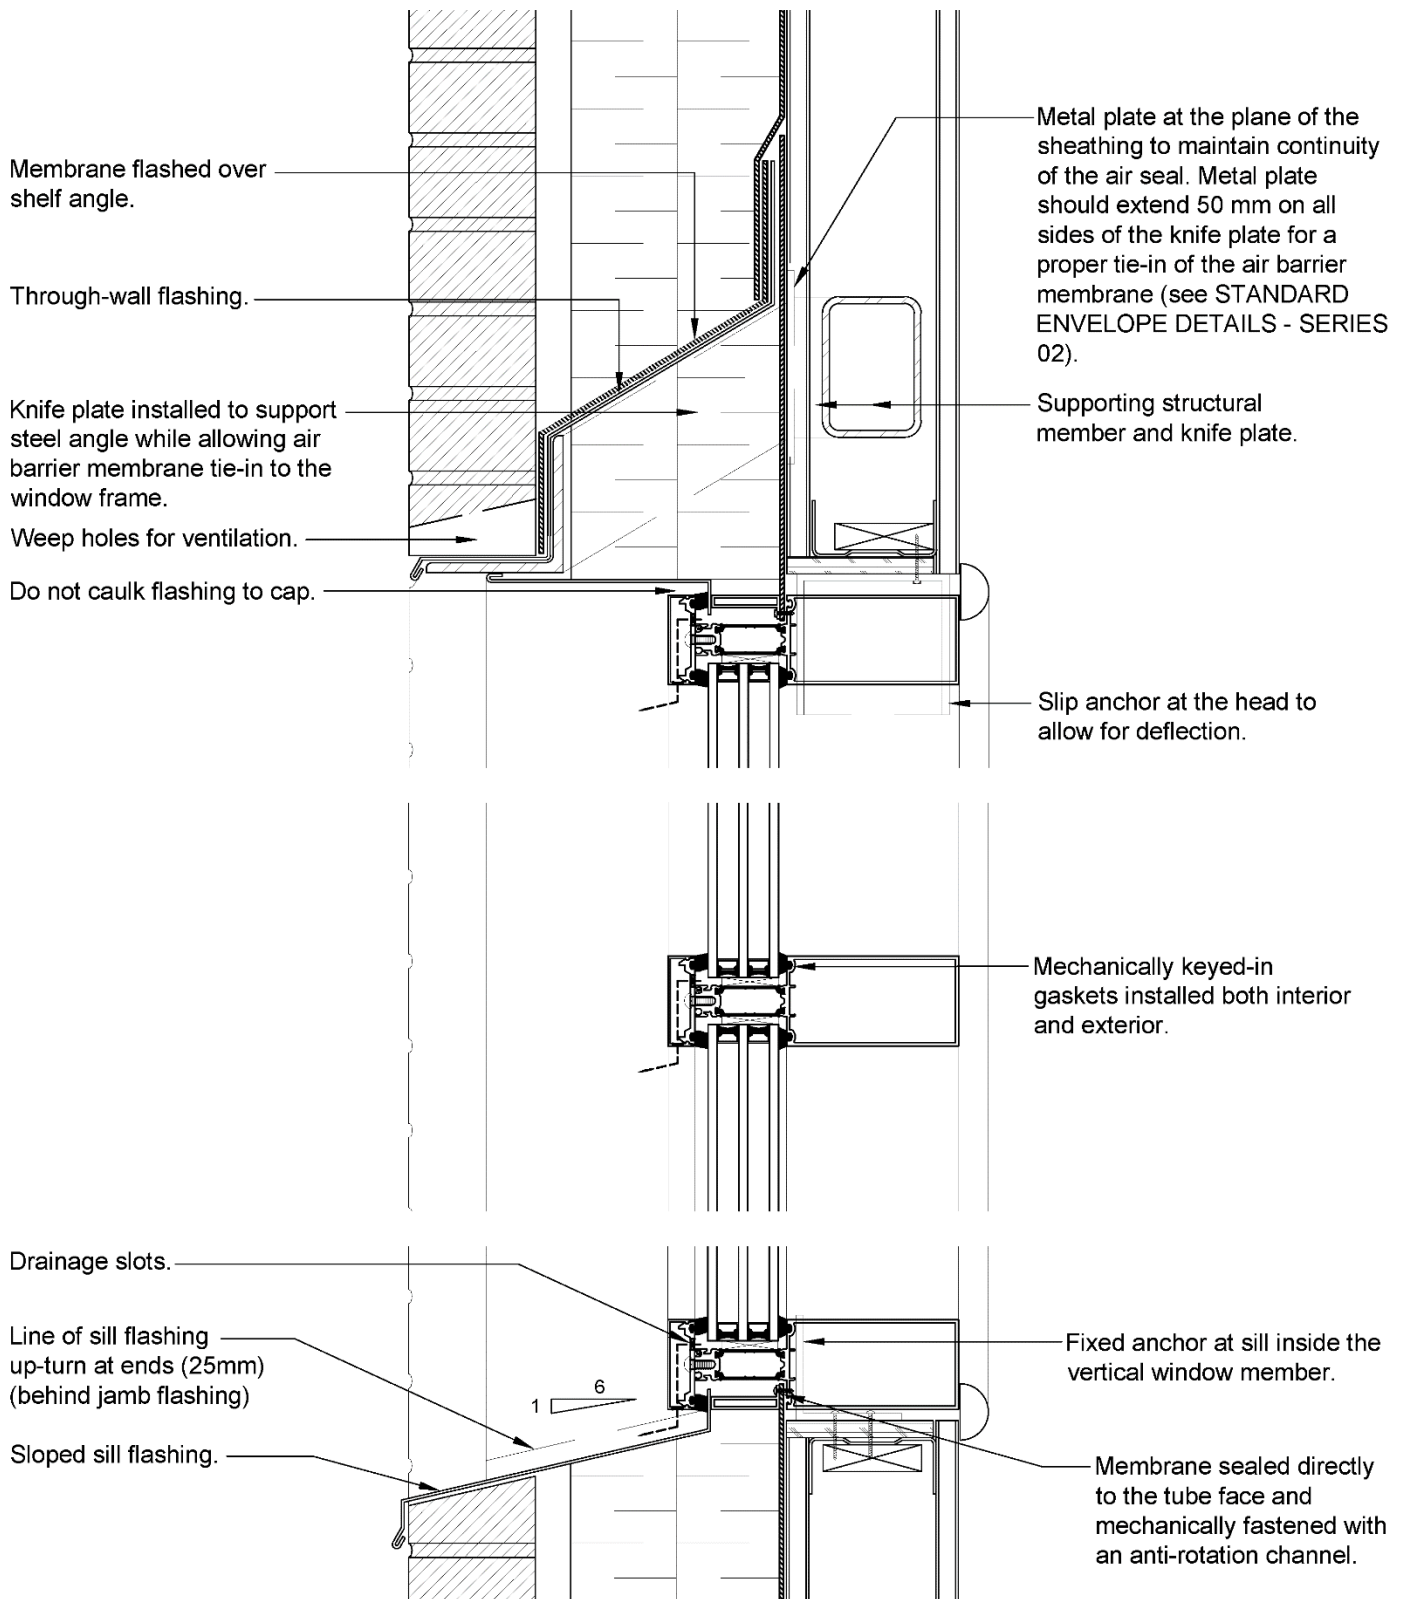 Membrane flashed over
shelf angle.
Through-wall flashing.
Knife plate installed to support
steel angle while allowing air
barrier membrane tie-in to the
window frame.
Weep holes for ventilation.
Do not caulk flashing to cap.
Metal plate at the plane of the
sheathing to maintain continuity
of the air seal. Metal plate
should extend 50 mm on all
sides of the knife plate for a
proper tie-in of the air barrier
membrane (see STANDARD
ENVELOPE DETAILS - SERIES
02).
Supporting structural
member and knife plate.
Slip anchor at the head to
allow for deflection.
Mechanically keyed-in
gaskets installed both interior
and exterior.
Drainage slots.
Line of sill flashing
up-turn at ends (25mm)
(behind jamb flashing)
Sloped sill flashing.
6
1
Fixed anchor at sill inside the
vertical window member.
Membrane sealed directly
to the tube face and
mechanically fastened with
an anti-rotation channel.